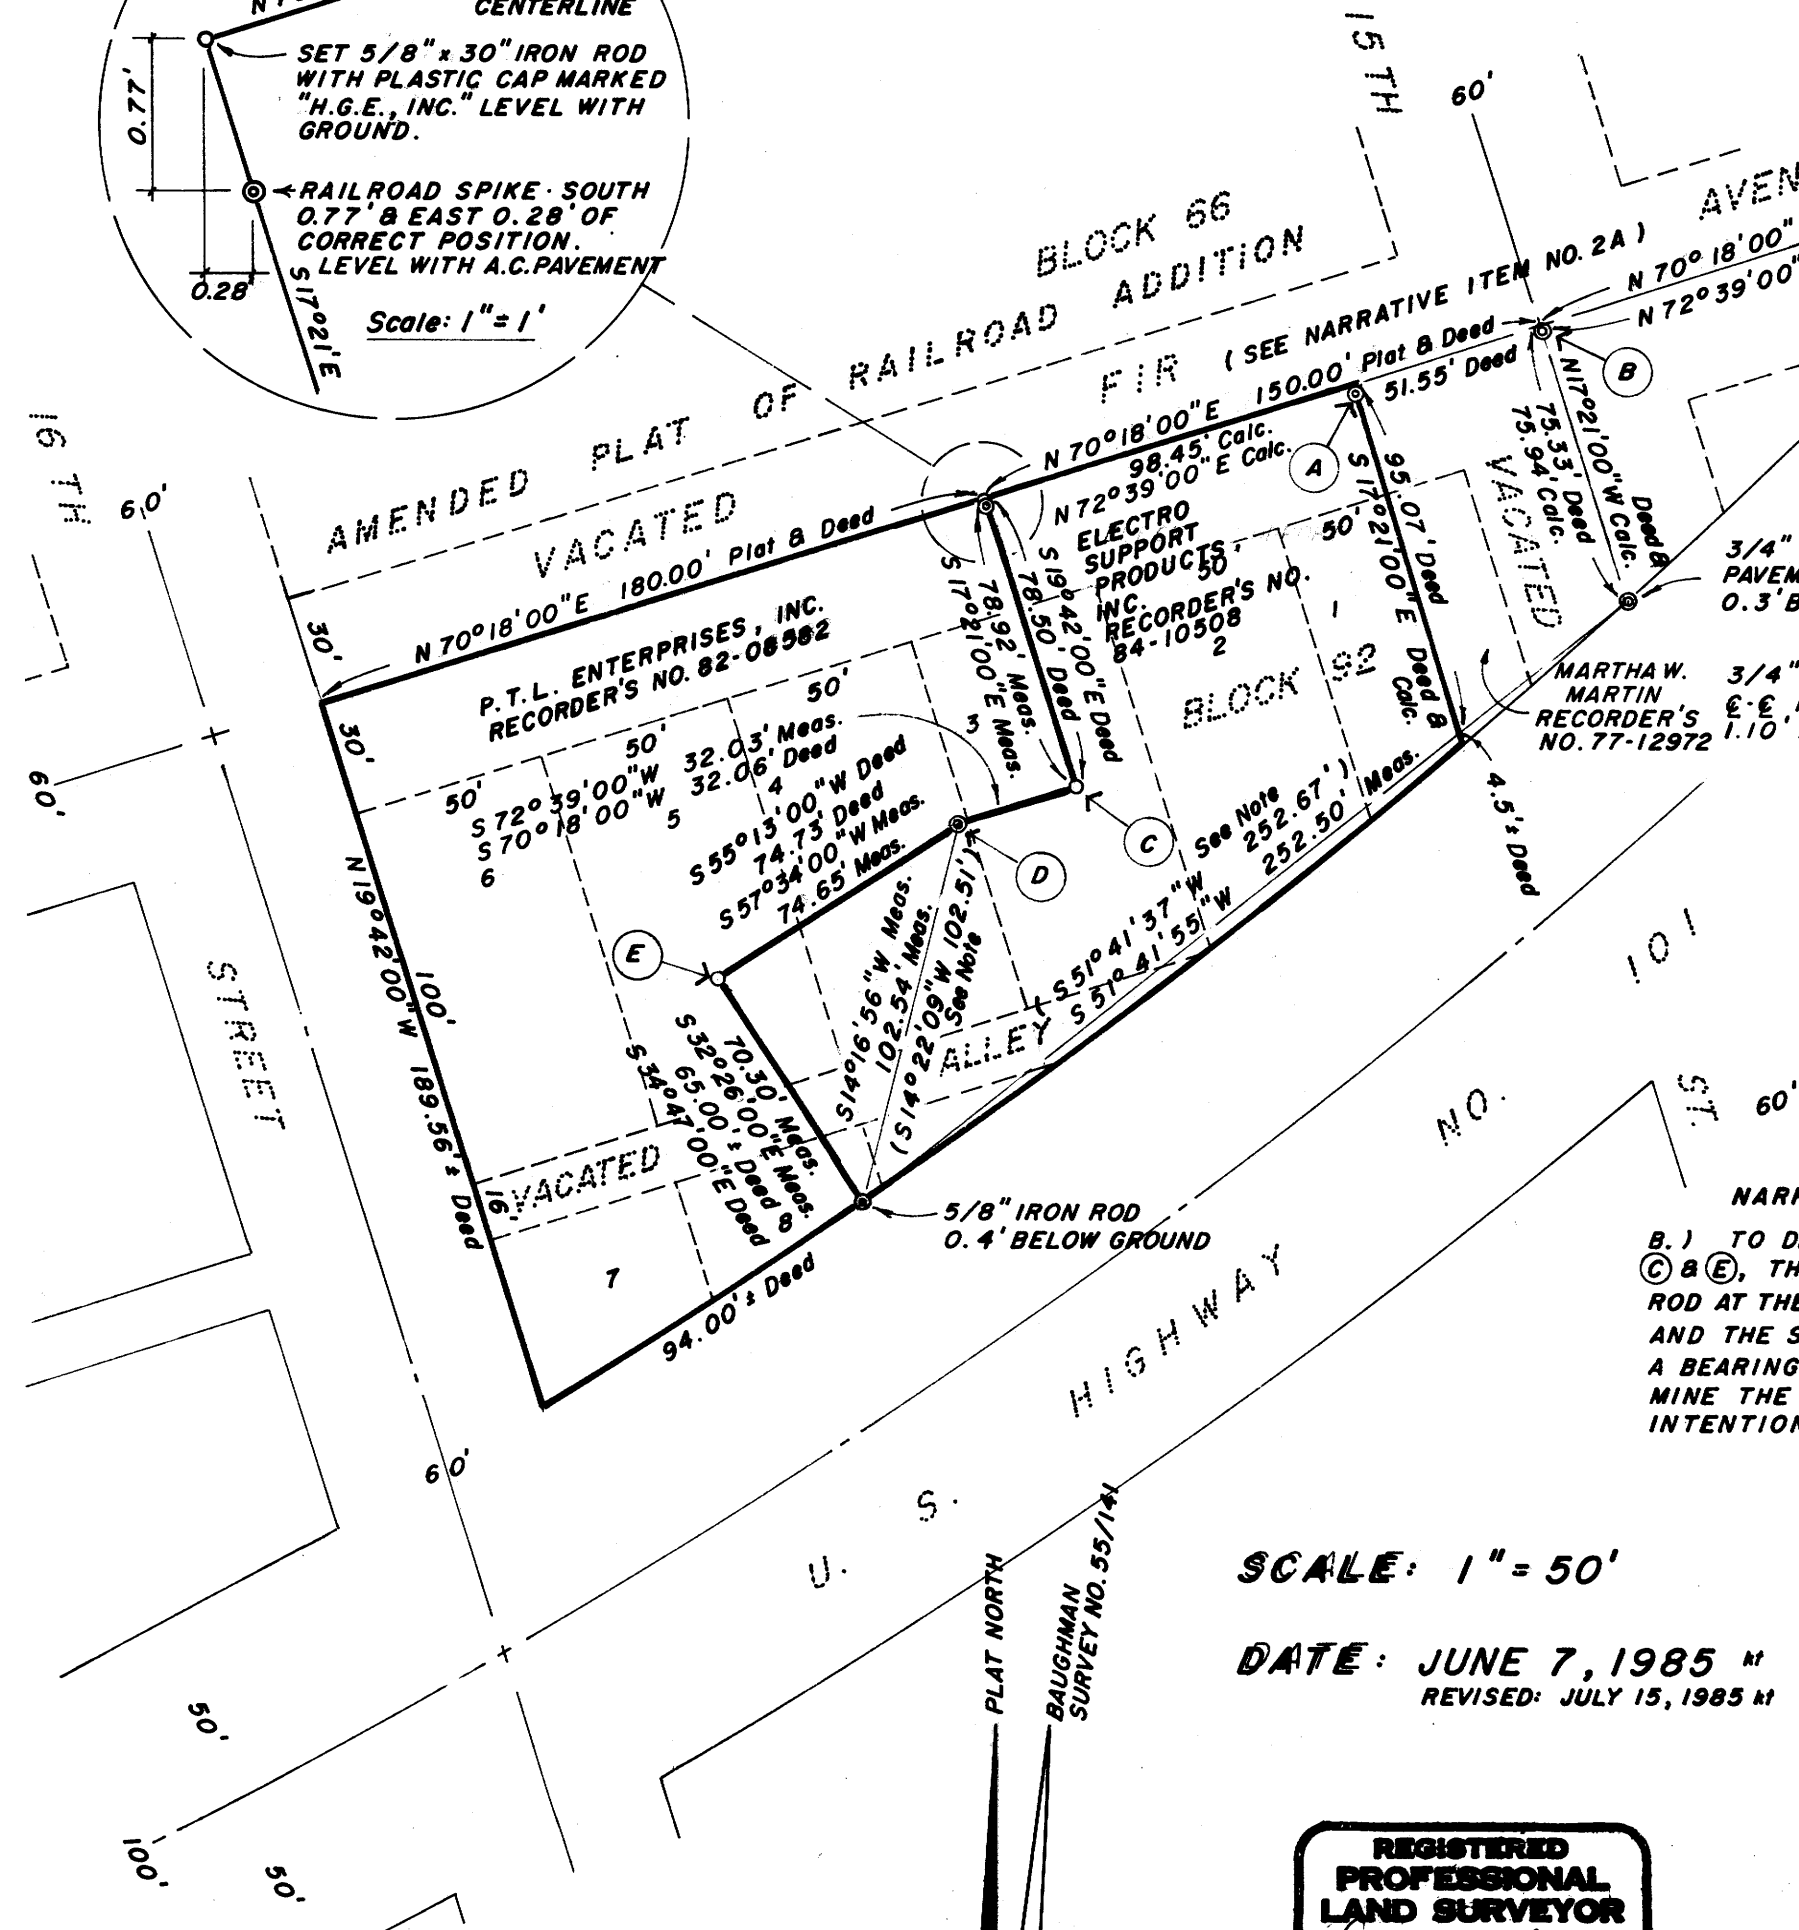 CENTERLINE
SET 5/8" x 30" IRON ROD
WITH PLASTIC CAP MARKED
"H.G.E., INC." LEVEL WITH
GROUND.
0.77'
RAILROAD SPIKE · SOUTH
0.77' & EAST 0.28' OF
CORRECT POSITION.
LEVEL WITH A.C. PAVEMENT
0.28'
S 17°21' E
Scale: 1" = 1'
15 TH
60'
BLOCK 66
AMENDED PLAT OF RAILROAD ADDITION
VACATED FIR
(SEE NARRATIVE ITEM NO. 2A)
N 70° 18' 00"
N 72° 39' 00"
N 70° 18' 00" E 150.00' Plat & Deed
98.45' Calc.
N 72° 39' 00" E Calc.
51.55' Deed
A
B
N 17° 21' 00" W Calc.
75.33' Deed
75.94' Calc.
Deed &
16 TH
60'
N 70° 18' 00" E 180.00' Plat & Deed
30'
30'
P.T.L. ENTERPRISES, INC.
RECORDER'S NO. 82-08582
ELECTRO
SUPPORT
PRODUCTS,
INC.
RECORDER'S NO.
84-10508
50
50'
1
2
BLOCK 92
95.07' Deed
S 17° 21' 00" E Deed &
Calc.
VACATED
3/4"
PAVEM
0.3' B
MARTHA W.
MARTIN
RECORDER'S
NO. 77-12972
3/4"
1.10'
4.5'± Deed
S 19° 42' 00" E Deed
78.50' Deed
78.92' Meas.
S 17° 21' 00" E Meas.
3
C
50'
50'
50'
S 72° 39' 00" W 32.03' Meas.
S 70° 18' 00" W 32.06' Deed
4
5
6
S 55° 13' 00" W Deed
74.73' Deed
S 57° 34' 00" W Meas.
74.65' Meas.
D
E
See Note
252.67')
252.50' Meas.
(S 51° 41' 37" W
S 51° 41' 55" W
60'
STREET
N 19° 42' 00" W 189.56'± Deed
100'
16'
S 14° 16' 56" W Meas.
102.54' Meas.
(S 14° 22' 09" W 102.51')
See Note
VACATED ALLEY
70.30' Meas.
S 32° 26' 00" E Meas.
65.00'± Deed &
S 34° 47' 00" E Deed
7
94.00'± Deed
5/8" IRON ROD
0.4' BELOW GROUND
U. S. HIGHWAY NO. 101
ST.
60'
B.) TO D
C & E, TH
ROD AT THE
AND THE S
A BEARING
MINE THE
INTENTION
60'
50'
100'
50'
PLAT NORTH
BAUGHMAN
SURVEY NO. 55/141
SCALE: 1" = 50'
DATE: JUNE 7, 1985 kt
REVISED: JULY 15, 1985 kt
REGISTERED
PROFESSIONAL
LAND SURVEYOR